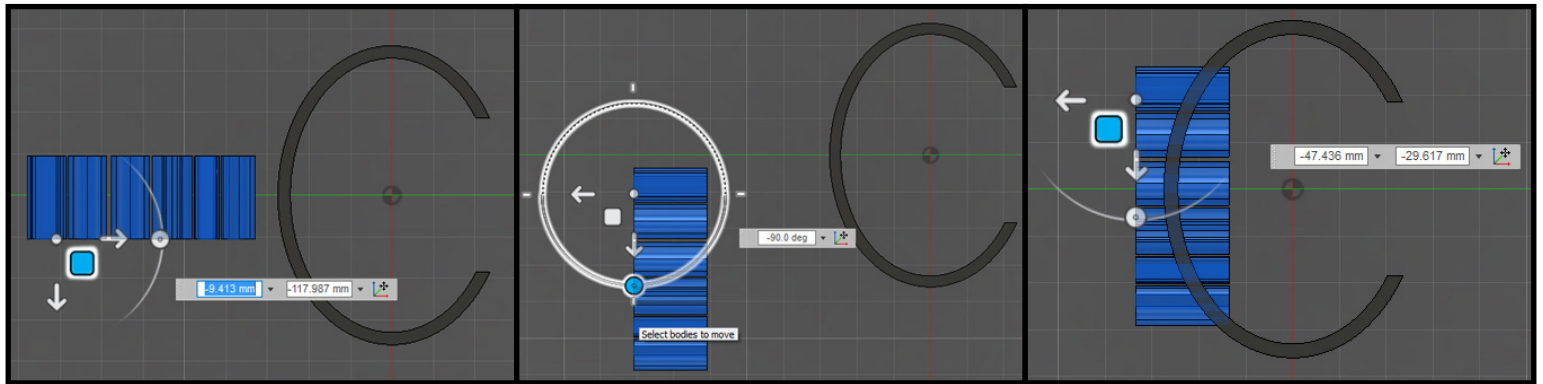 -9.413 mm
-117.987 mm
-90.0 deg
Select bodies to move
-47.436 mm
-29.617 mm